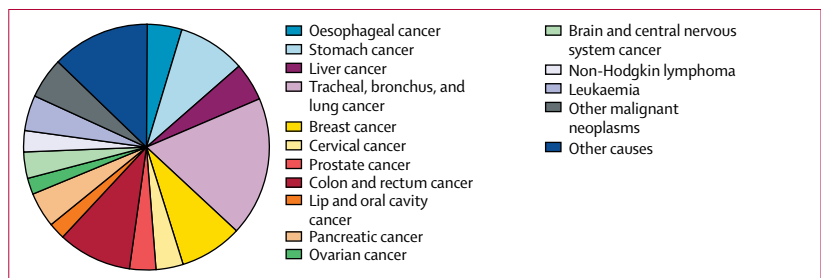 Oesophageal cancer
Stomach cancer
Liver cancer
Tracheal, bronchus, and
lung cancer
Breast cancer
Cervical cancer
Prostate cancer
Colon and rectum cancer
Lip and oral cavity
cancer
Pancreatic cancer
Ovarian cancer
Brain and central nervous
system cancer
Non-Hodgkin lymphoma
Leukaemia
Other malignant
neoplasms
Other causes